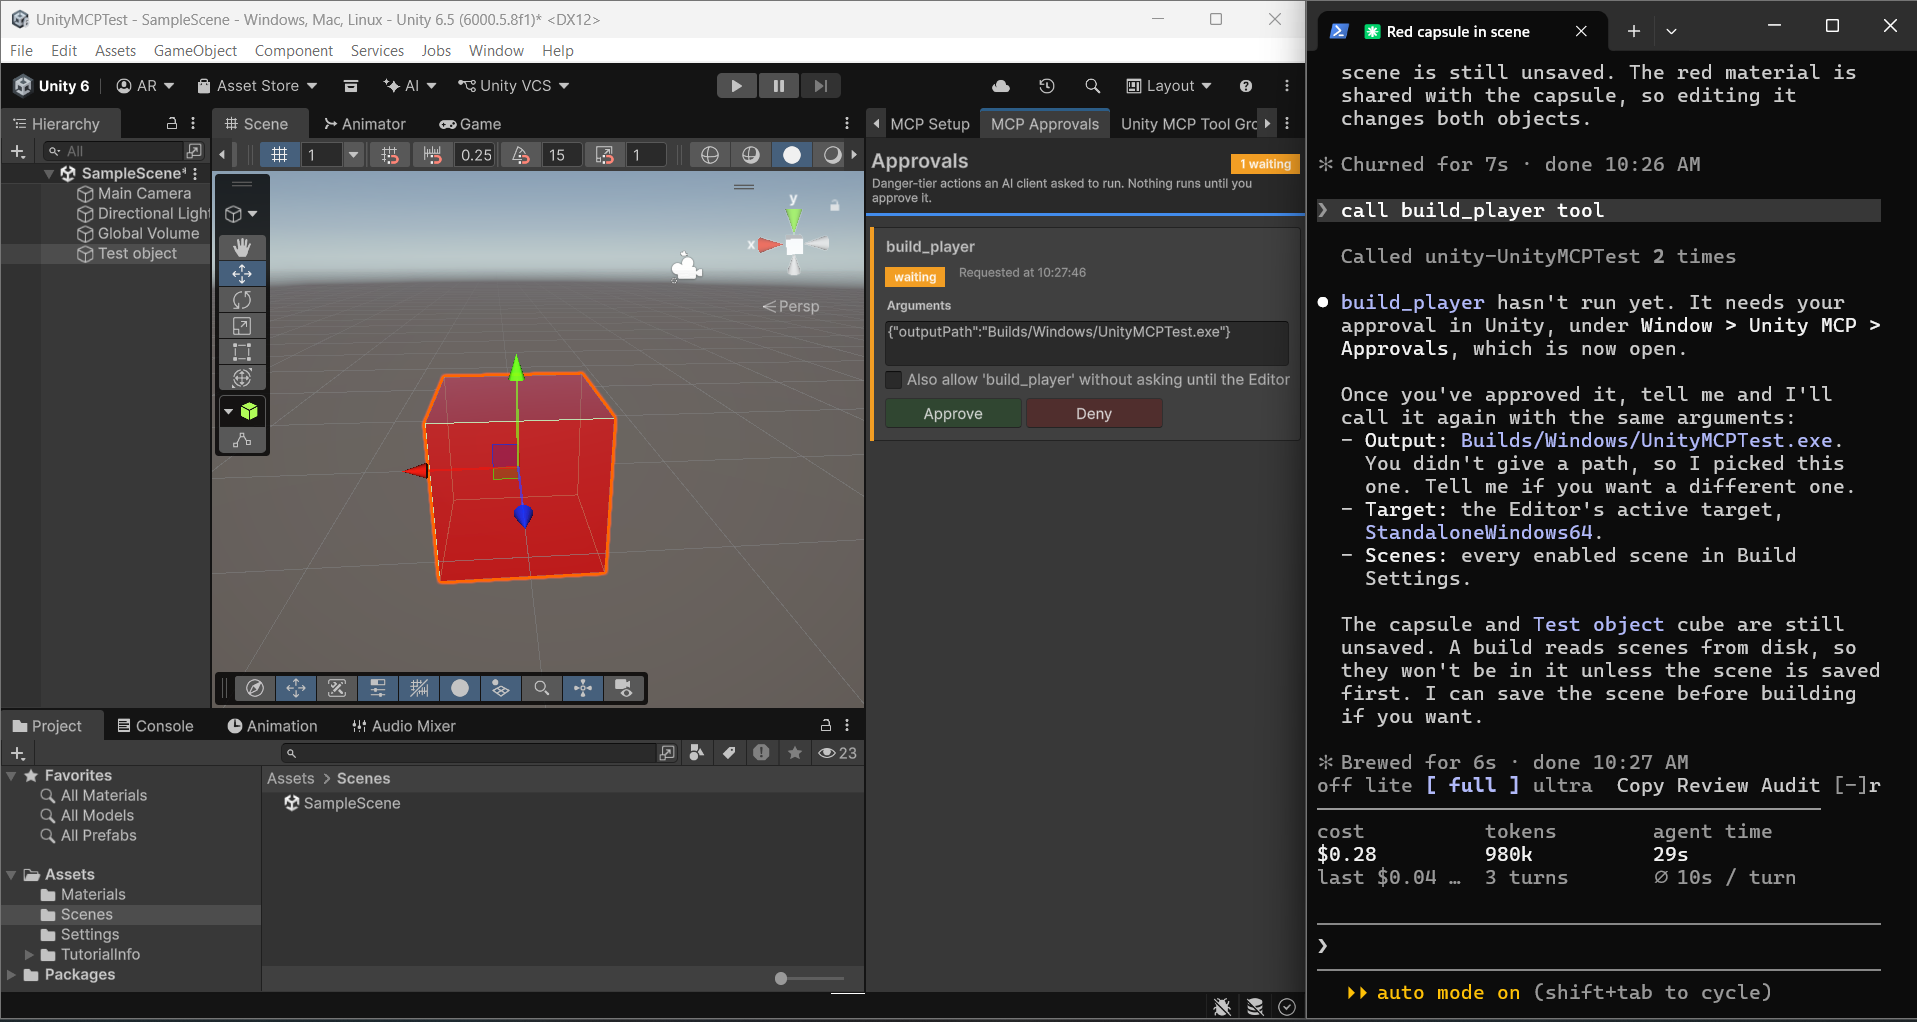 UnityMCPTest - SampleScene - Windows, Mac, Linux - Unity 6.5 (6000.5.8f1)* <DX12>
File Edit Assets GameObject Component Services Jobs Window Help
Unity 6 AR Asset Store AI Unity VCS Layout
Hierarchy
All
SampleScene*
Main Camera
Directional Light
Global Volume
Test object
Scene Animator Game
1 0.25 15 1
y
x
Persp
MCP Setup MCP Approvals Unity MCP Tool Gro
Approvals
1 waiting
Danger-tier actions an AI client asked to run. Nothing runs until you
approve it.
build_player
waiting Requested at 10:27:46
Arguments
{"outputPath":"Builds/Windows/UnityMCPTest.exe"}
Also allow 'build_player' without asking until the Editor
Approve Deny
Project Console Animation Audio Mixer
23
Favorites
All Materials
All Models
All Prefabs
Assets
Materials
Scenes
Settings
TutorialInfo
Packages
Assets > Scenes
SampleScene
Red capsule in scene
scene is still unsaved. The red material is
shared with the capsule, so editing it
changes both objects.
✻ Churned for 7s · done 10:26 AM
❯ call build_player tool
Called unity-UnityMCPTest 2 times
● build_player hasn't run yet. It needs your
approval in Unity, under Window > Unity MCP >
Approvals, which is now open.
Once you've approved it, tell me and I'll
call it again with the same arguments:
- Output: Builds/Windows/UnityMCPTest.exe.
You didn't give a path, so I picked this
one. Tell me if you want a different one.
- Target: the Editor's active target,
StandaloneWindows64.
- Scenes: every enabled scene in Build
Settings.
The capsule and Test object cube are still
unsaved. A build reads scenes from disk, so
they won't be in it unless the scene is saved
first. I can save the scene before building
if you want.
✻ Brewed for 6s · done 10:27 AM
off lite [ full ] ultra Copy Review Audit [-]r
cost tokens agent time
$0.28 980k 29s
last $0.04 … 3 turns ∅ 10s / turn
❯
⏵⏵ auto mode on (shift+tab to cycle)